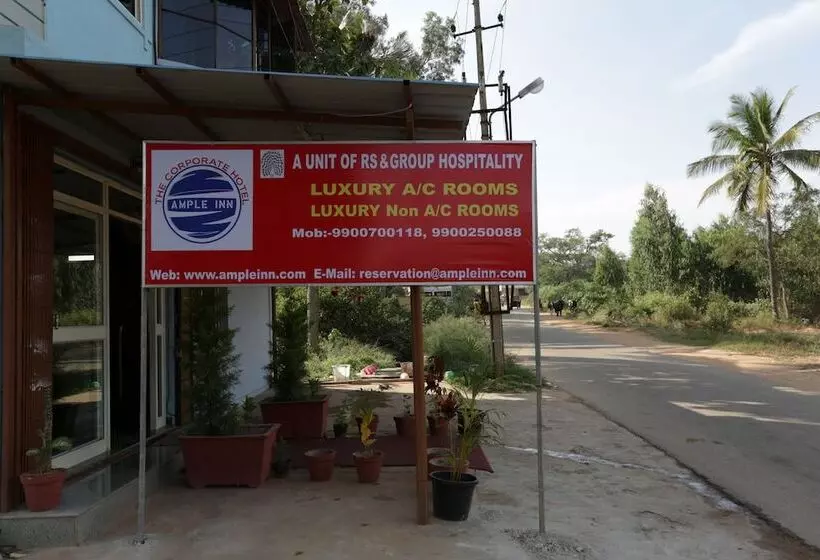 THE CORPORATE HOTEL
AMPLE INN
A UNIT OF RS & GROUP HOSPITALITY
LUXURY A/C ROOMS
LUXURY Non A/C ROOMS
Mob:-9900700118, 9900250088
Web: www.ampleinn.com E-Mail: reservation@ampleinn.com